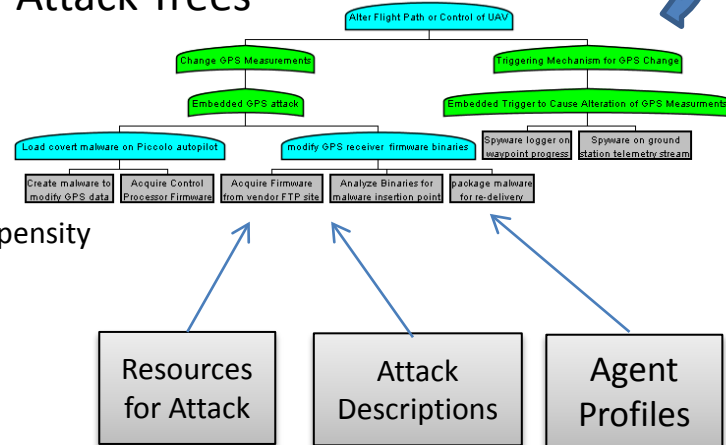 Attack Trees
Alter Flight Path or Control of UAV
Change GPS Measurements
Triggering Mechanism for GPS Change
Embedded GPS attack
Embedded Trigger to Cause Alteration of GPS Measurments
Load covert malware on Piccolo autopilot
modify GPS receiver firmware binaries
Spyware logger on
waypoint progress
Spyware on ground
station telemetry stream
Create malware to
modify GPS data
Acquire Control
Processor Firmware
Acquire Firmware
from vendor FTP site
Analyze Binaries for
malware insertion point
package malware
for re-delivery
pensity
Resources
for Attack
Attack
Descriptions
Agent
Profiles